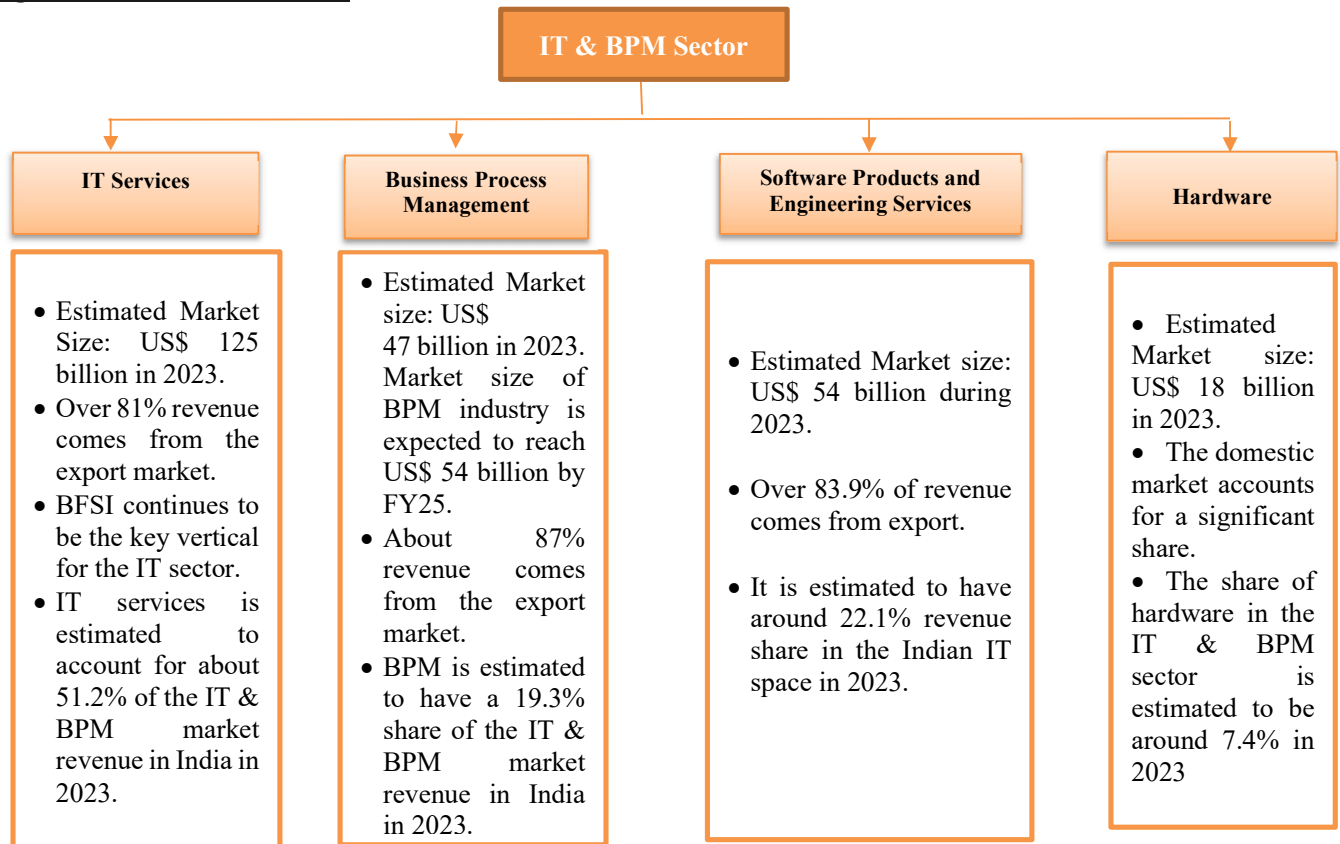 IT & BPM Sector
IT Services
Estimated Market
Size: US$ 125
billion in 2023.
Over 81% revenue
comes from the
export market.
BFSI continues to
be the key vertical
for the IT sector.
IT services is
estimated to
account for about
51.2% of the IT &
BPM market
revenue in India in
2023.
Business Process
Management
Estimated Market
size: US$
47 billion in 2023.
Market size of
BPM industry is
expected to reach
US$ 54 billion by
FY25.
About 87%
revenue comes
from the export
market.
BPM is estimated
to have a 19.3%
share of the IT &
BPM market
revenue in India
in 2023.
Software Products and
Engineering Services
Estimated Market size:
US$ 54 billion during
2023.
Over 83.9% of revenue
comes from export.
It is estimated to have
around 22.1% revenue
share in the Indian IT
space in 2023.
Hardware
Estimated
Market size:
US$ 18 billion
in 2023.
The domestic
market accounts
for a significant
share.
The share of
hardware in the
IT & BPM
sector is
estimated to be
around 7.4% in
2023